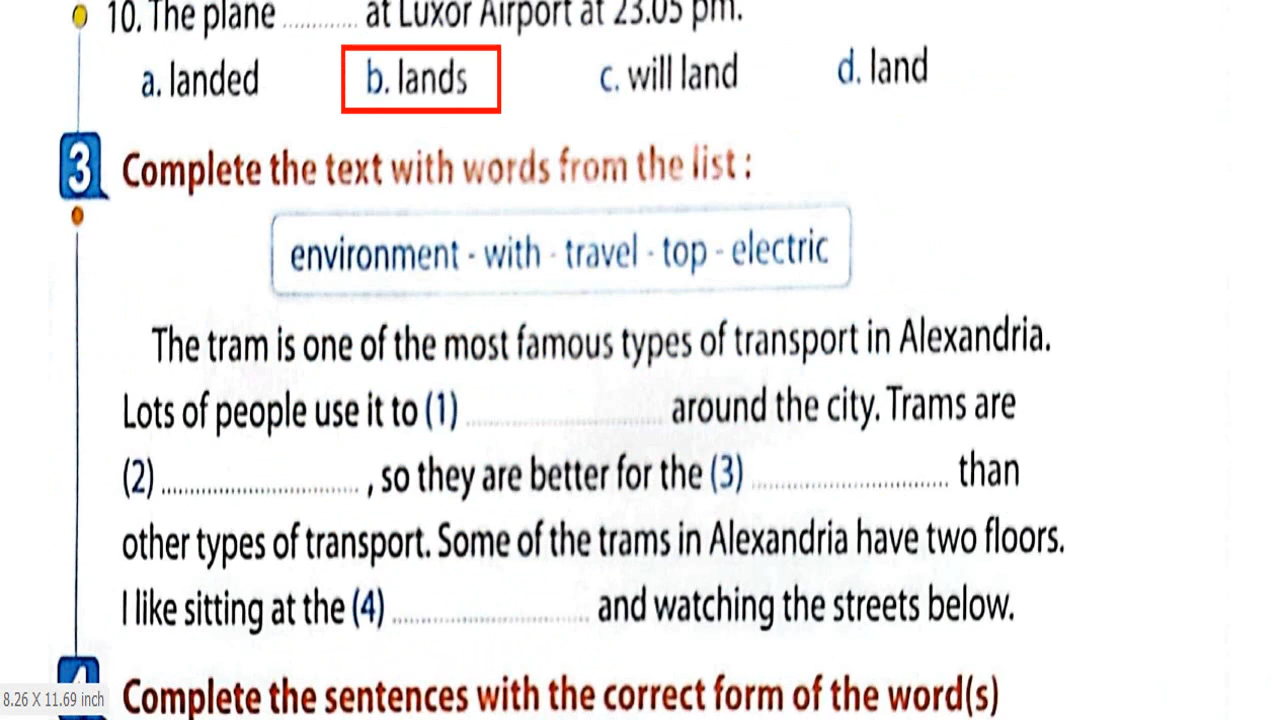 10. The plane ............ at Luxor Airport at 23.05 pm.
a. landed b. lands c. will land d. land
3 Complete the text with words from the list :
environment - with - travel - top - electric
The tram is one of the most famous types of transport in Alexandria.
Lots of people use it to (1) ............................ around the city. Trams are
(2) ............................ , so they are better for the (3) ............................ than
other types of transport. Some of the trams in Alexandria have two floors.
I like sitting at the (4) ............................ and watching the streets below.
4 Complete the sentences with the correct form of the word(s)
8.26 X 11.69 inch